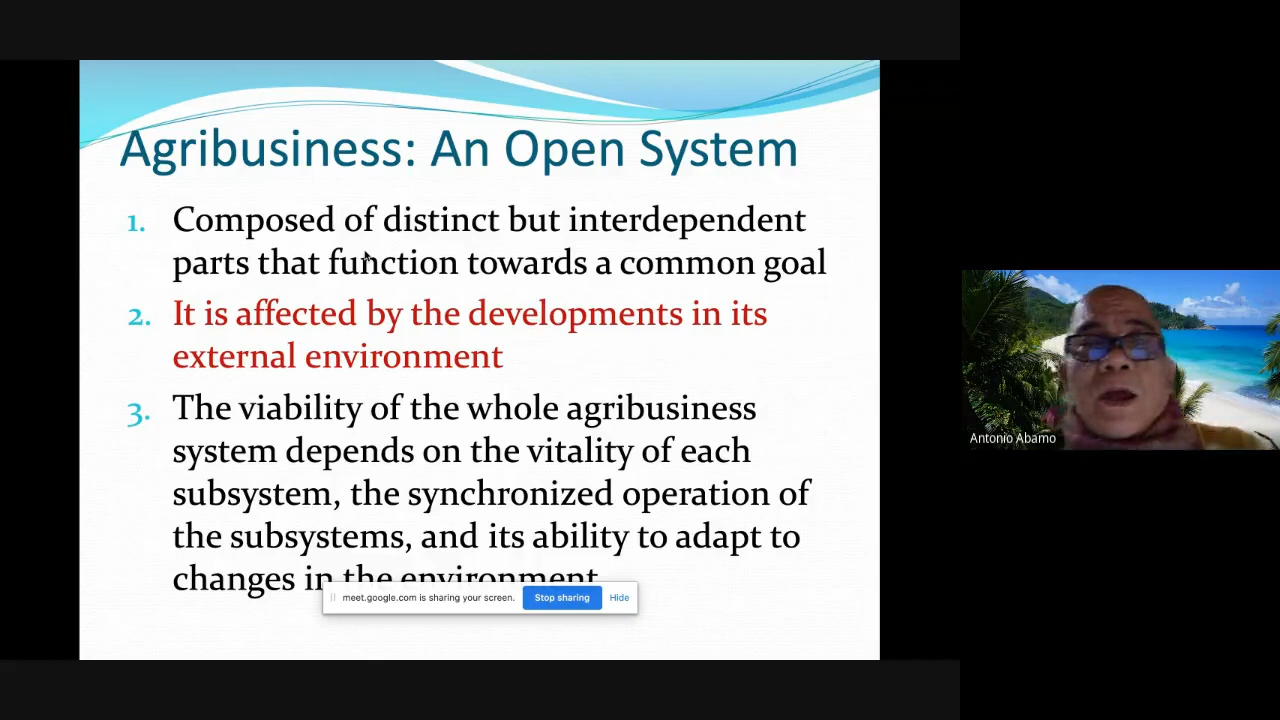 Agribusiness: An Open System
1. Composed of distinct but interdependent
parts that function towards a common goal
2. It is affected by the developments in its
external environment
3. The viability of the whole agribusiness
system depends on the vitality of each
subsystem, the synchronized operation of
the subsystems, and its ability to adapt to
changes in the environment
meet.google.com is sharing your screen. Stop sharing Hide
Antonio Abamo